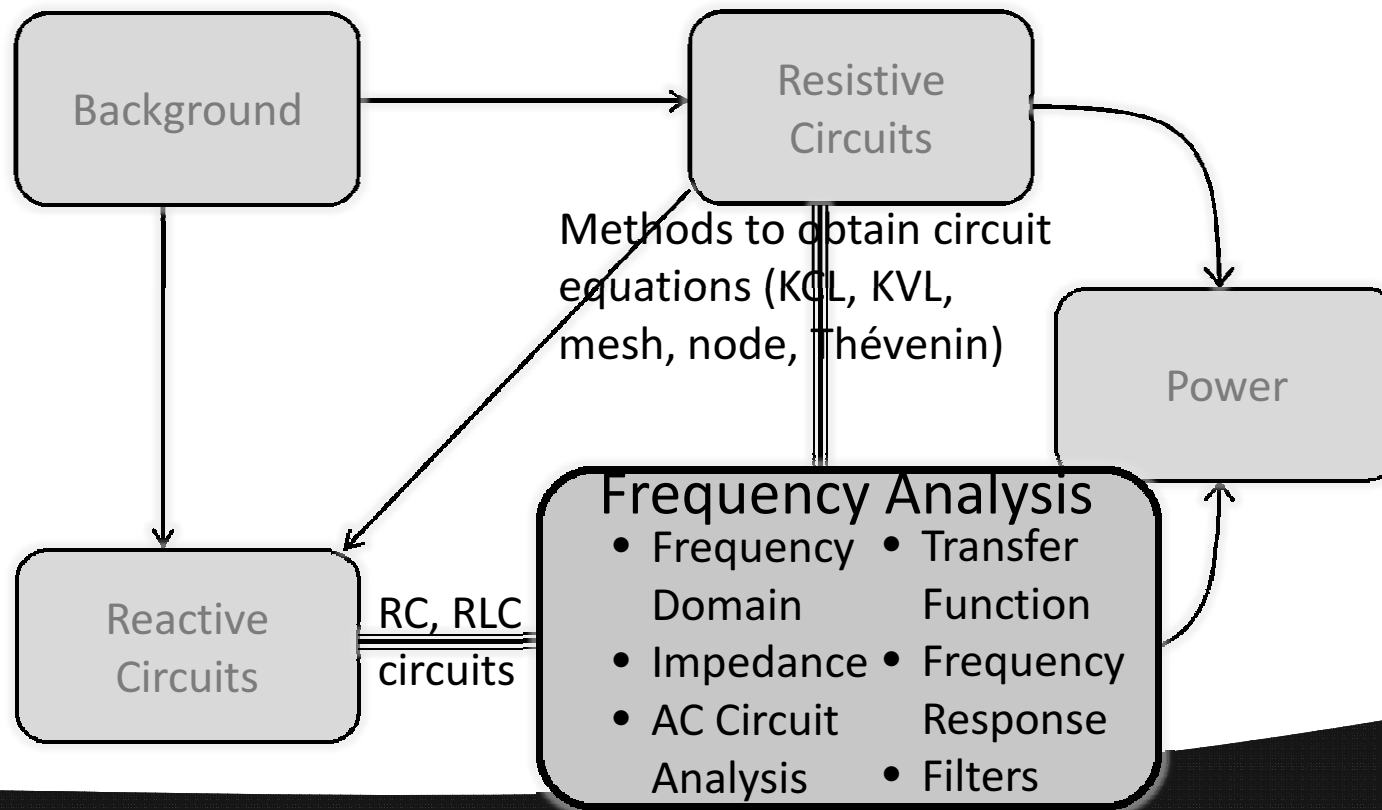 Background
Resistive
Circuits
Methods to obtain circuit
equations (KCL, KVL,
mesh, node, Thévenin)
Power
Reactive
Circuits
RC, RLC
circuits
Frequency Analysis
• Frequency
Domain
• Impedance
• AC Circuit
Analysis
• Transfer
Function
• Frequency
Response
• Filters